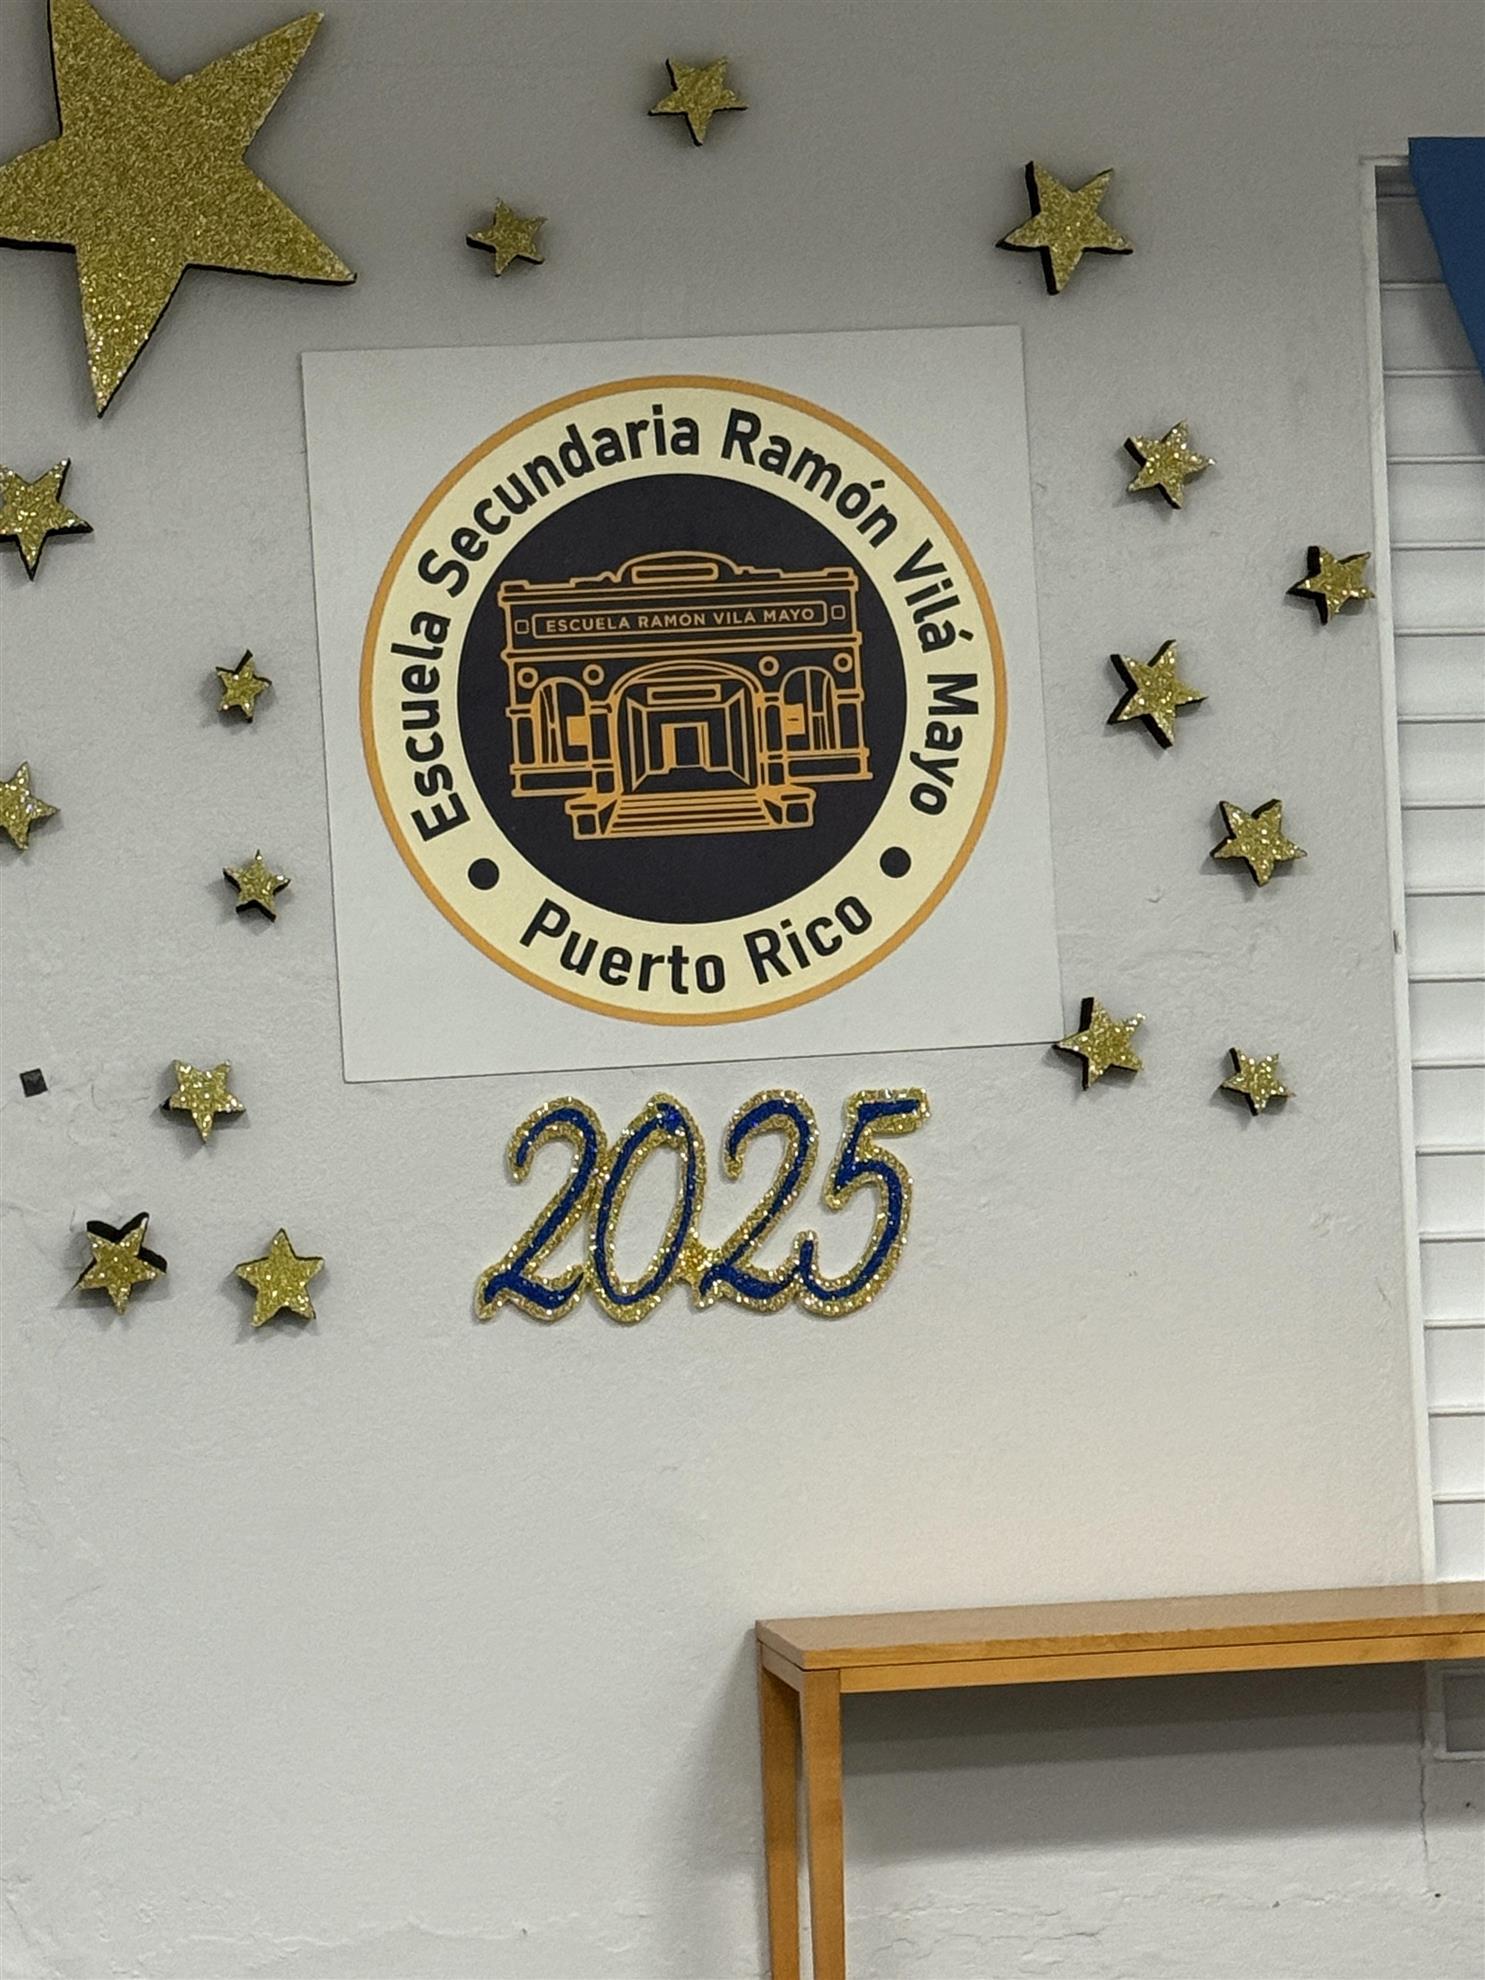 Escuela Secundaria Ramón Vilá Mayo
ESCUELA RAMÓN VILÁ MAYO
• Puerto Rico •
2025